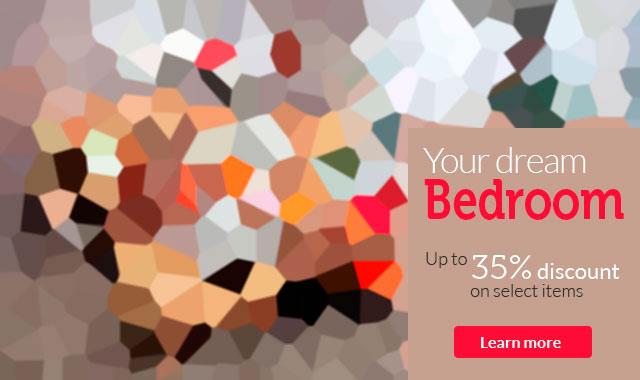 Your dream
Bedroom
Up to 35% discount
on select items
Learn more